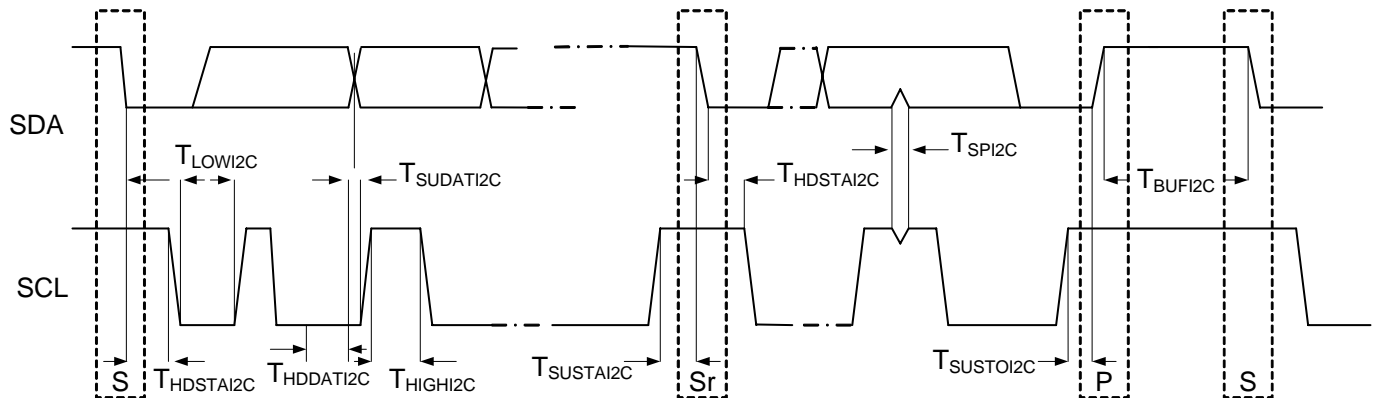 SDA
T_LOWI2C
T_SUDATI2C
T_SPI2C
T_HDSTAI2C
T_BUFI2C
SCL
S
T_HDSTAI2C
T_HDDATI2C
T_HIGHI2C
T_SUSTAI2C
Sr
T_SUSTOI2C
P
S